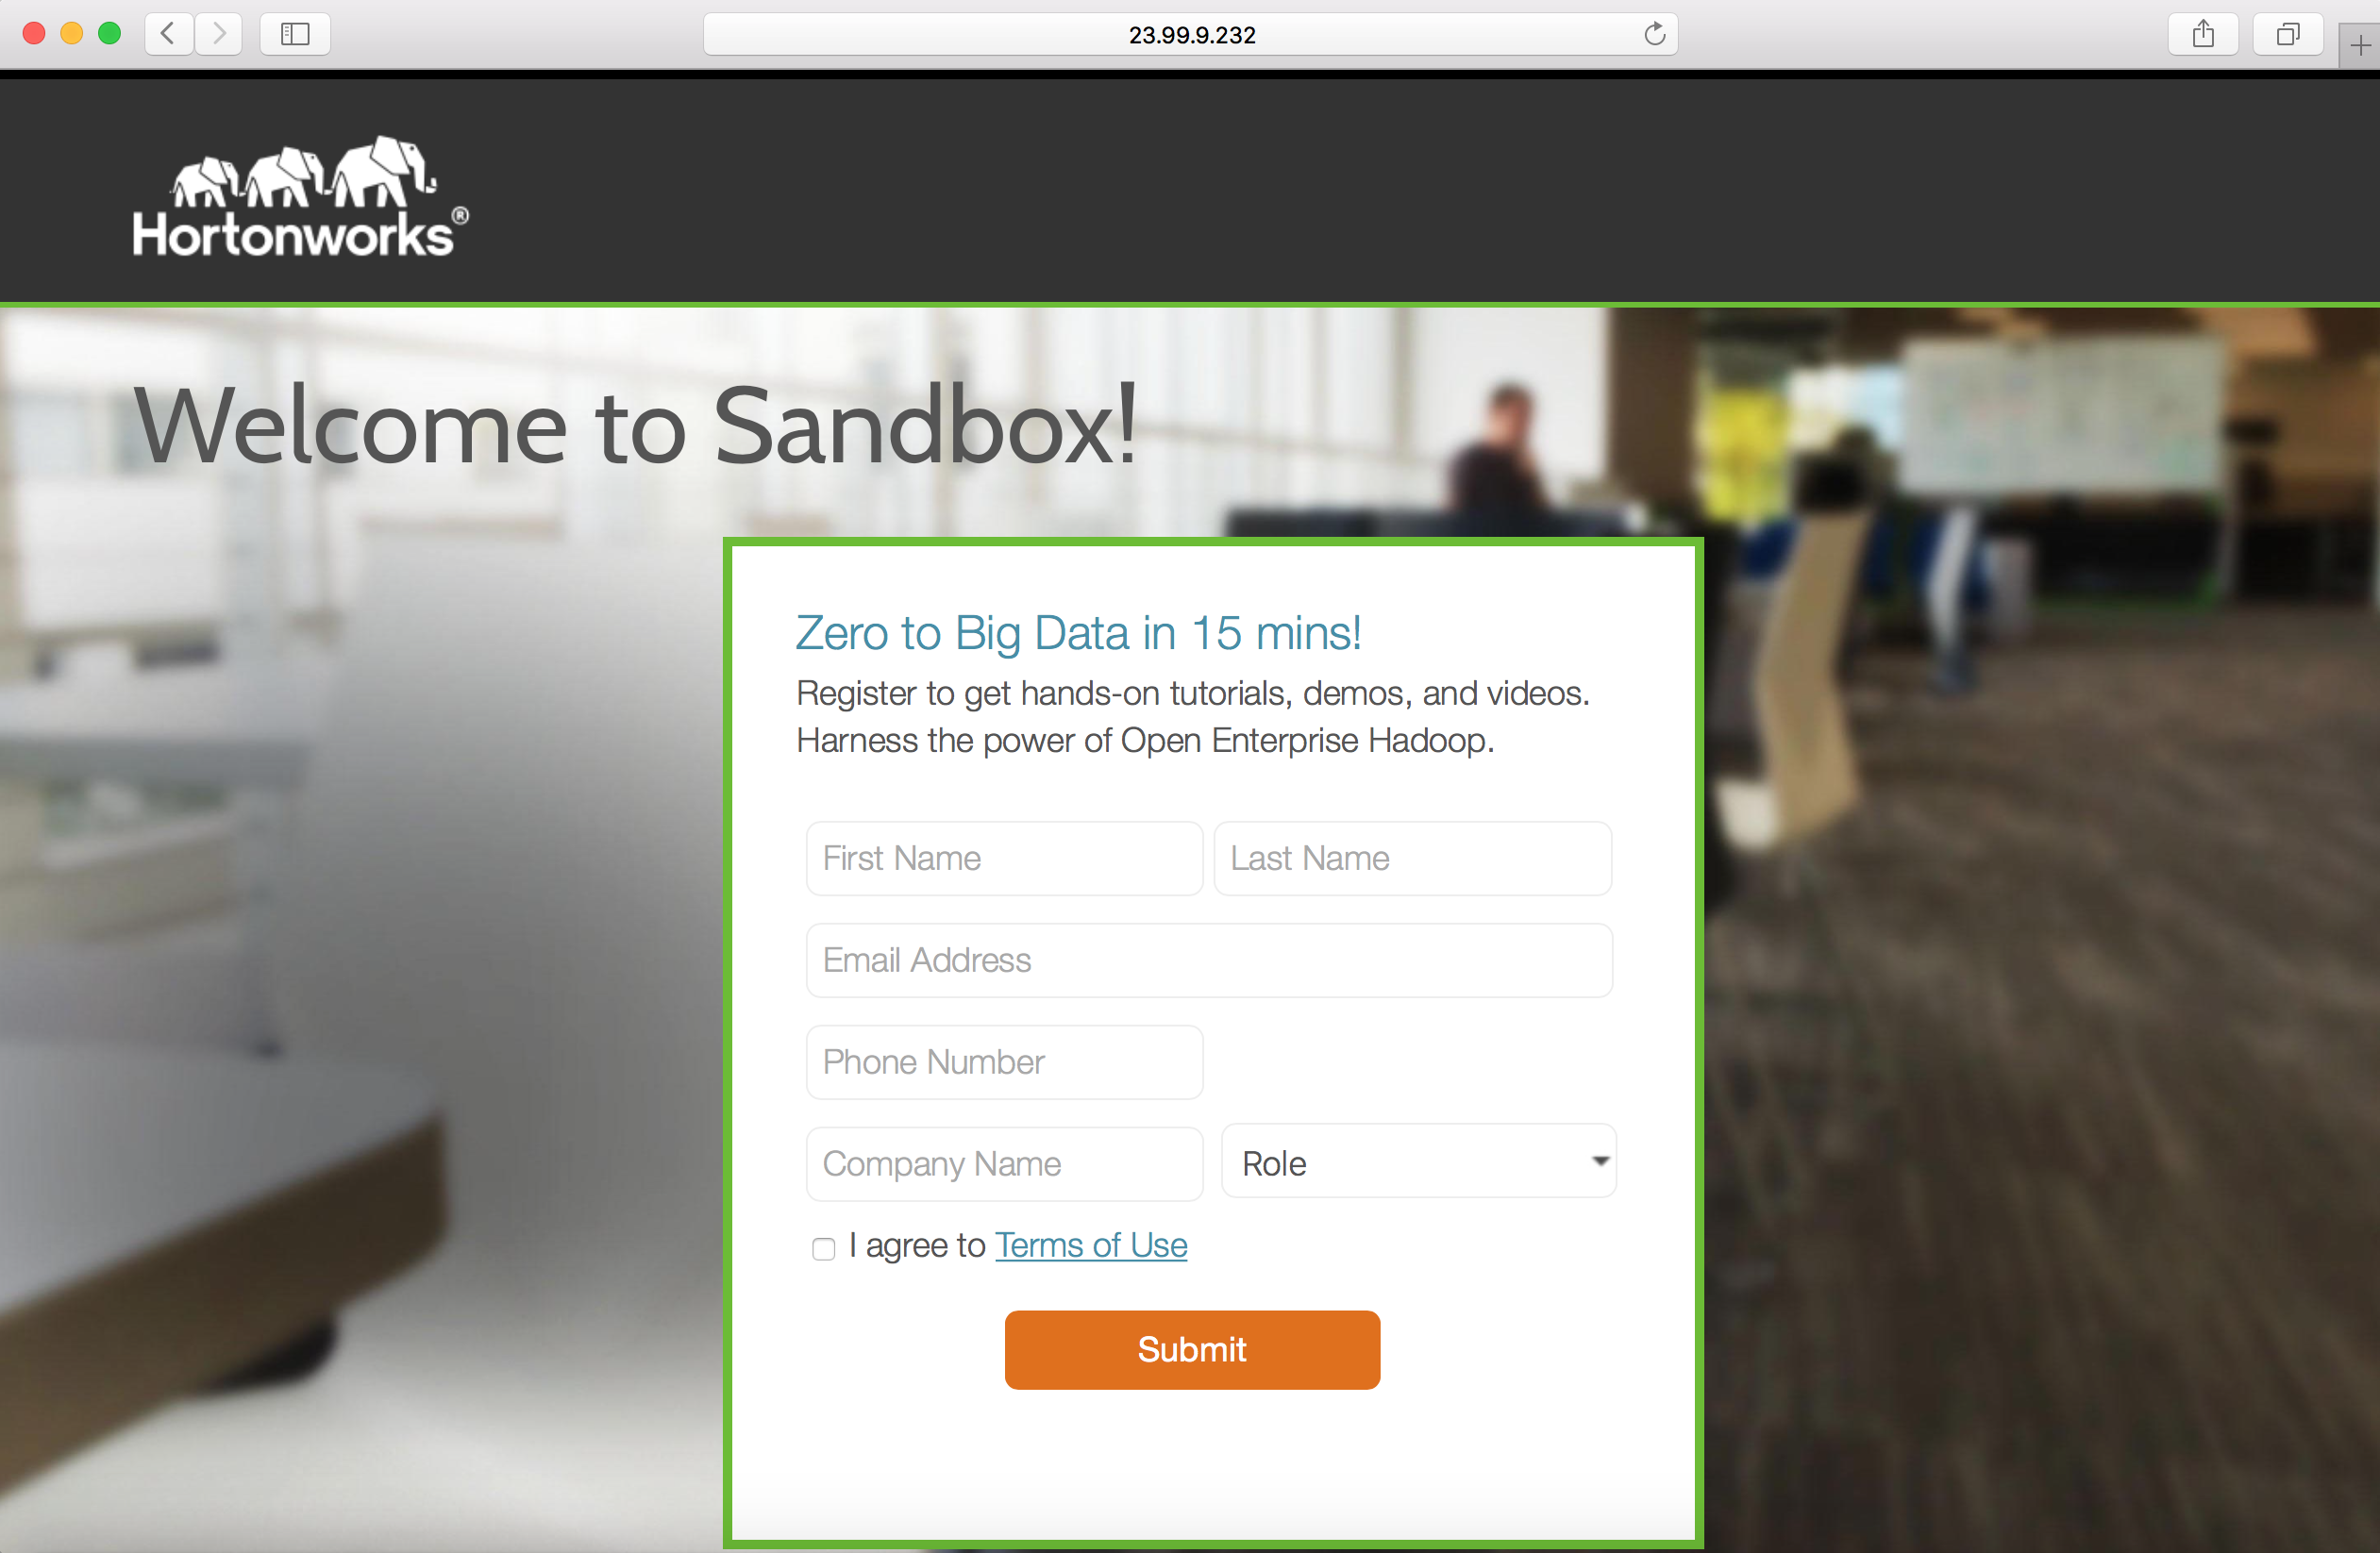 23.99.9.232
Hortonworks®
Welcome to Sandbox!
Zero to Big Data in 15 mins!
Register to get hands-on tutorials, demos, and videos.
Harness the power of Open Enterprise Hadoop.
First Name Last Name
Email Address
Phone Number
Company Name Role
I agree to Terms of Use
Submit